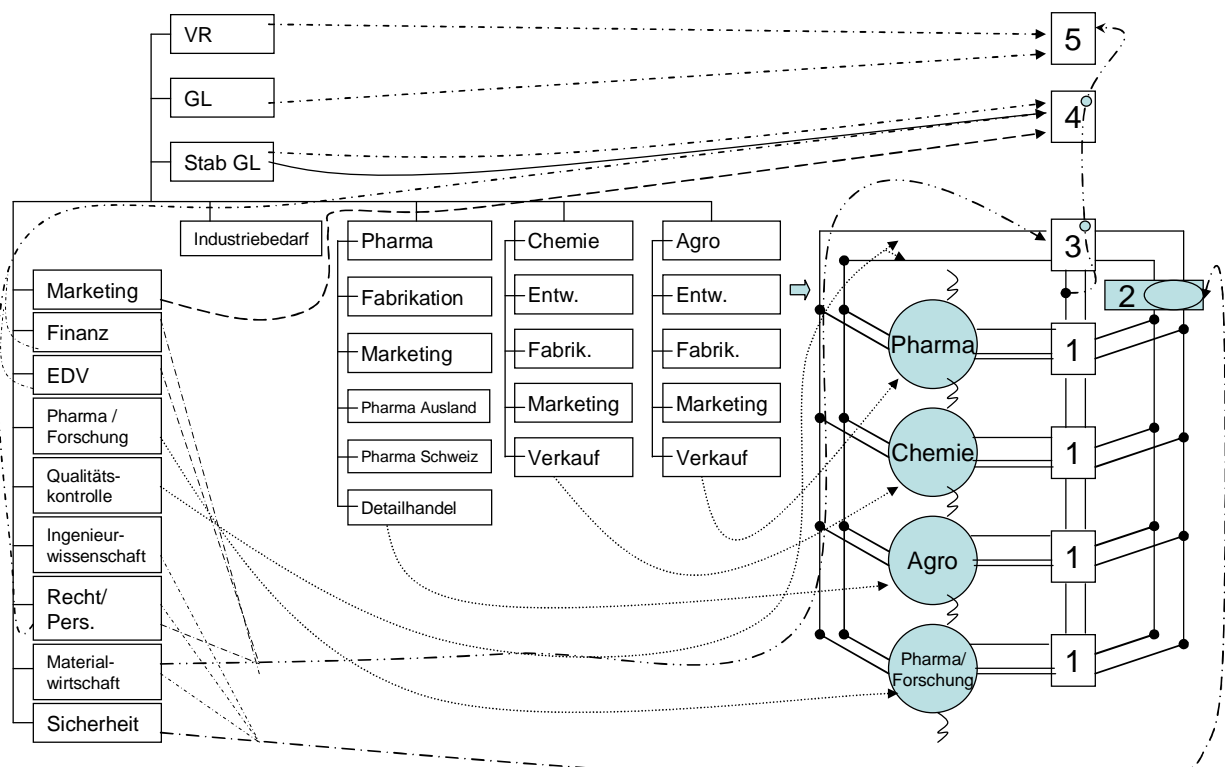 VR
5
GL
4
Stab GL
Industriebedarf
Pharma
Chemie
Agro
3
Marketing
Fabrikation
Entw.
Entw.
2
Finanz
Marketing
Fabrik.
Fabrik.
Pharma
1
EDV
Pharma /
Forschung
Pharma Ausland
Marketing
Marketing
Qualitäts-
kontrolle
Pharma Schweiz
Verkauf
Verkauf
Chemie
1
Detailhandel
Ingenieur-
wissenschaft
Agro
1
Recht/
Pers.
Material-
wirtschaft
Pharma/
Forschung
1
Sicherheit